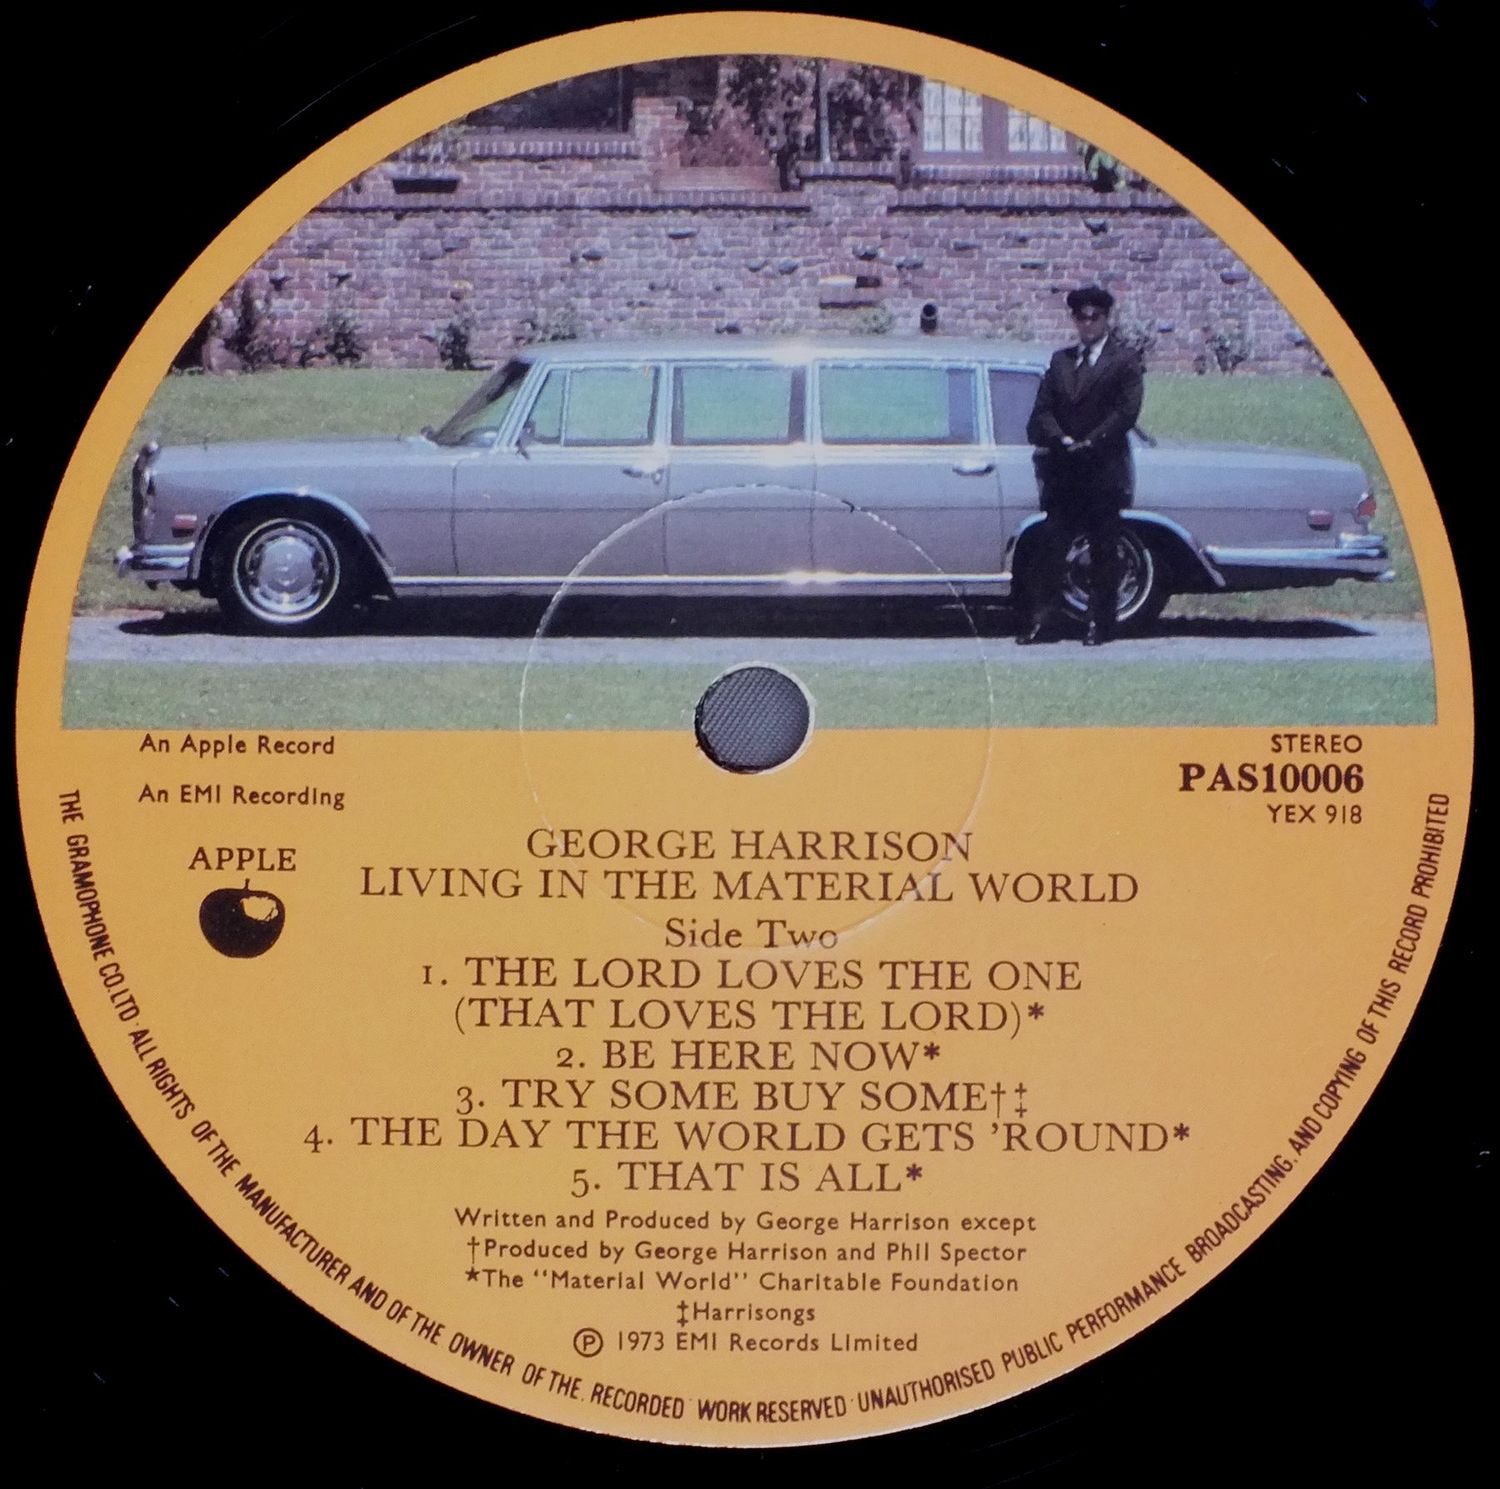 An Apple Record
An EMI Recording
APPLE
STEREO
PAS10006
YEX 918
GEORGE HARRISON
LIVING IN THE MATERIAL WORLD
Side Two
1. THE LORD LOVES THE ONE
(THAT LOVES THE LORD)*
2. BE HERE NOW*
3. TRY SOME BUY SOME†‡
4. THE DAY THE WORLD GETS ’ROUND*
5. THAT IS ALL*
Written and Produced by George Harrison except
†Produced by George Harrison and Phil Spector
*The “Material World” Charitable Foundation
‡Harrisongs
Ⓟ 1973 EMI Records Limited
THE GRAMOPHONE CO. LTD · ALL RIGHTS OF THE MANUFACTURER AND OF THE OWNER OF THE RECORDED WORK RESERVED · UNAUTHORISED PUBLIC PERFORMANCE BROADCASTING. AND COPYING OF THIS RECORD PROHIBITED